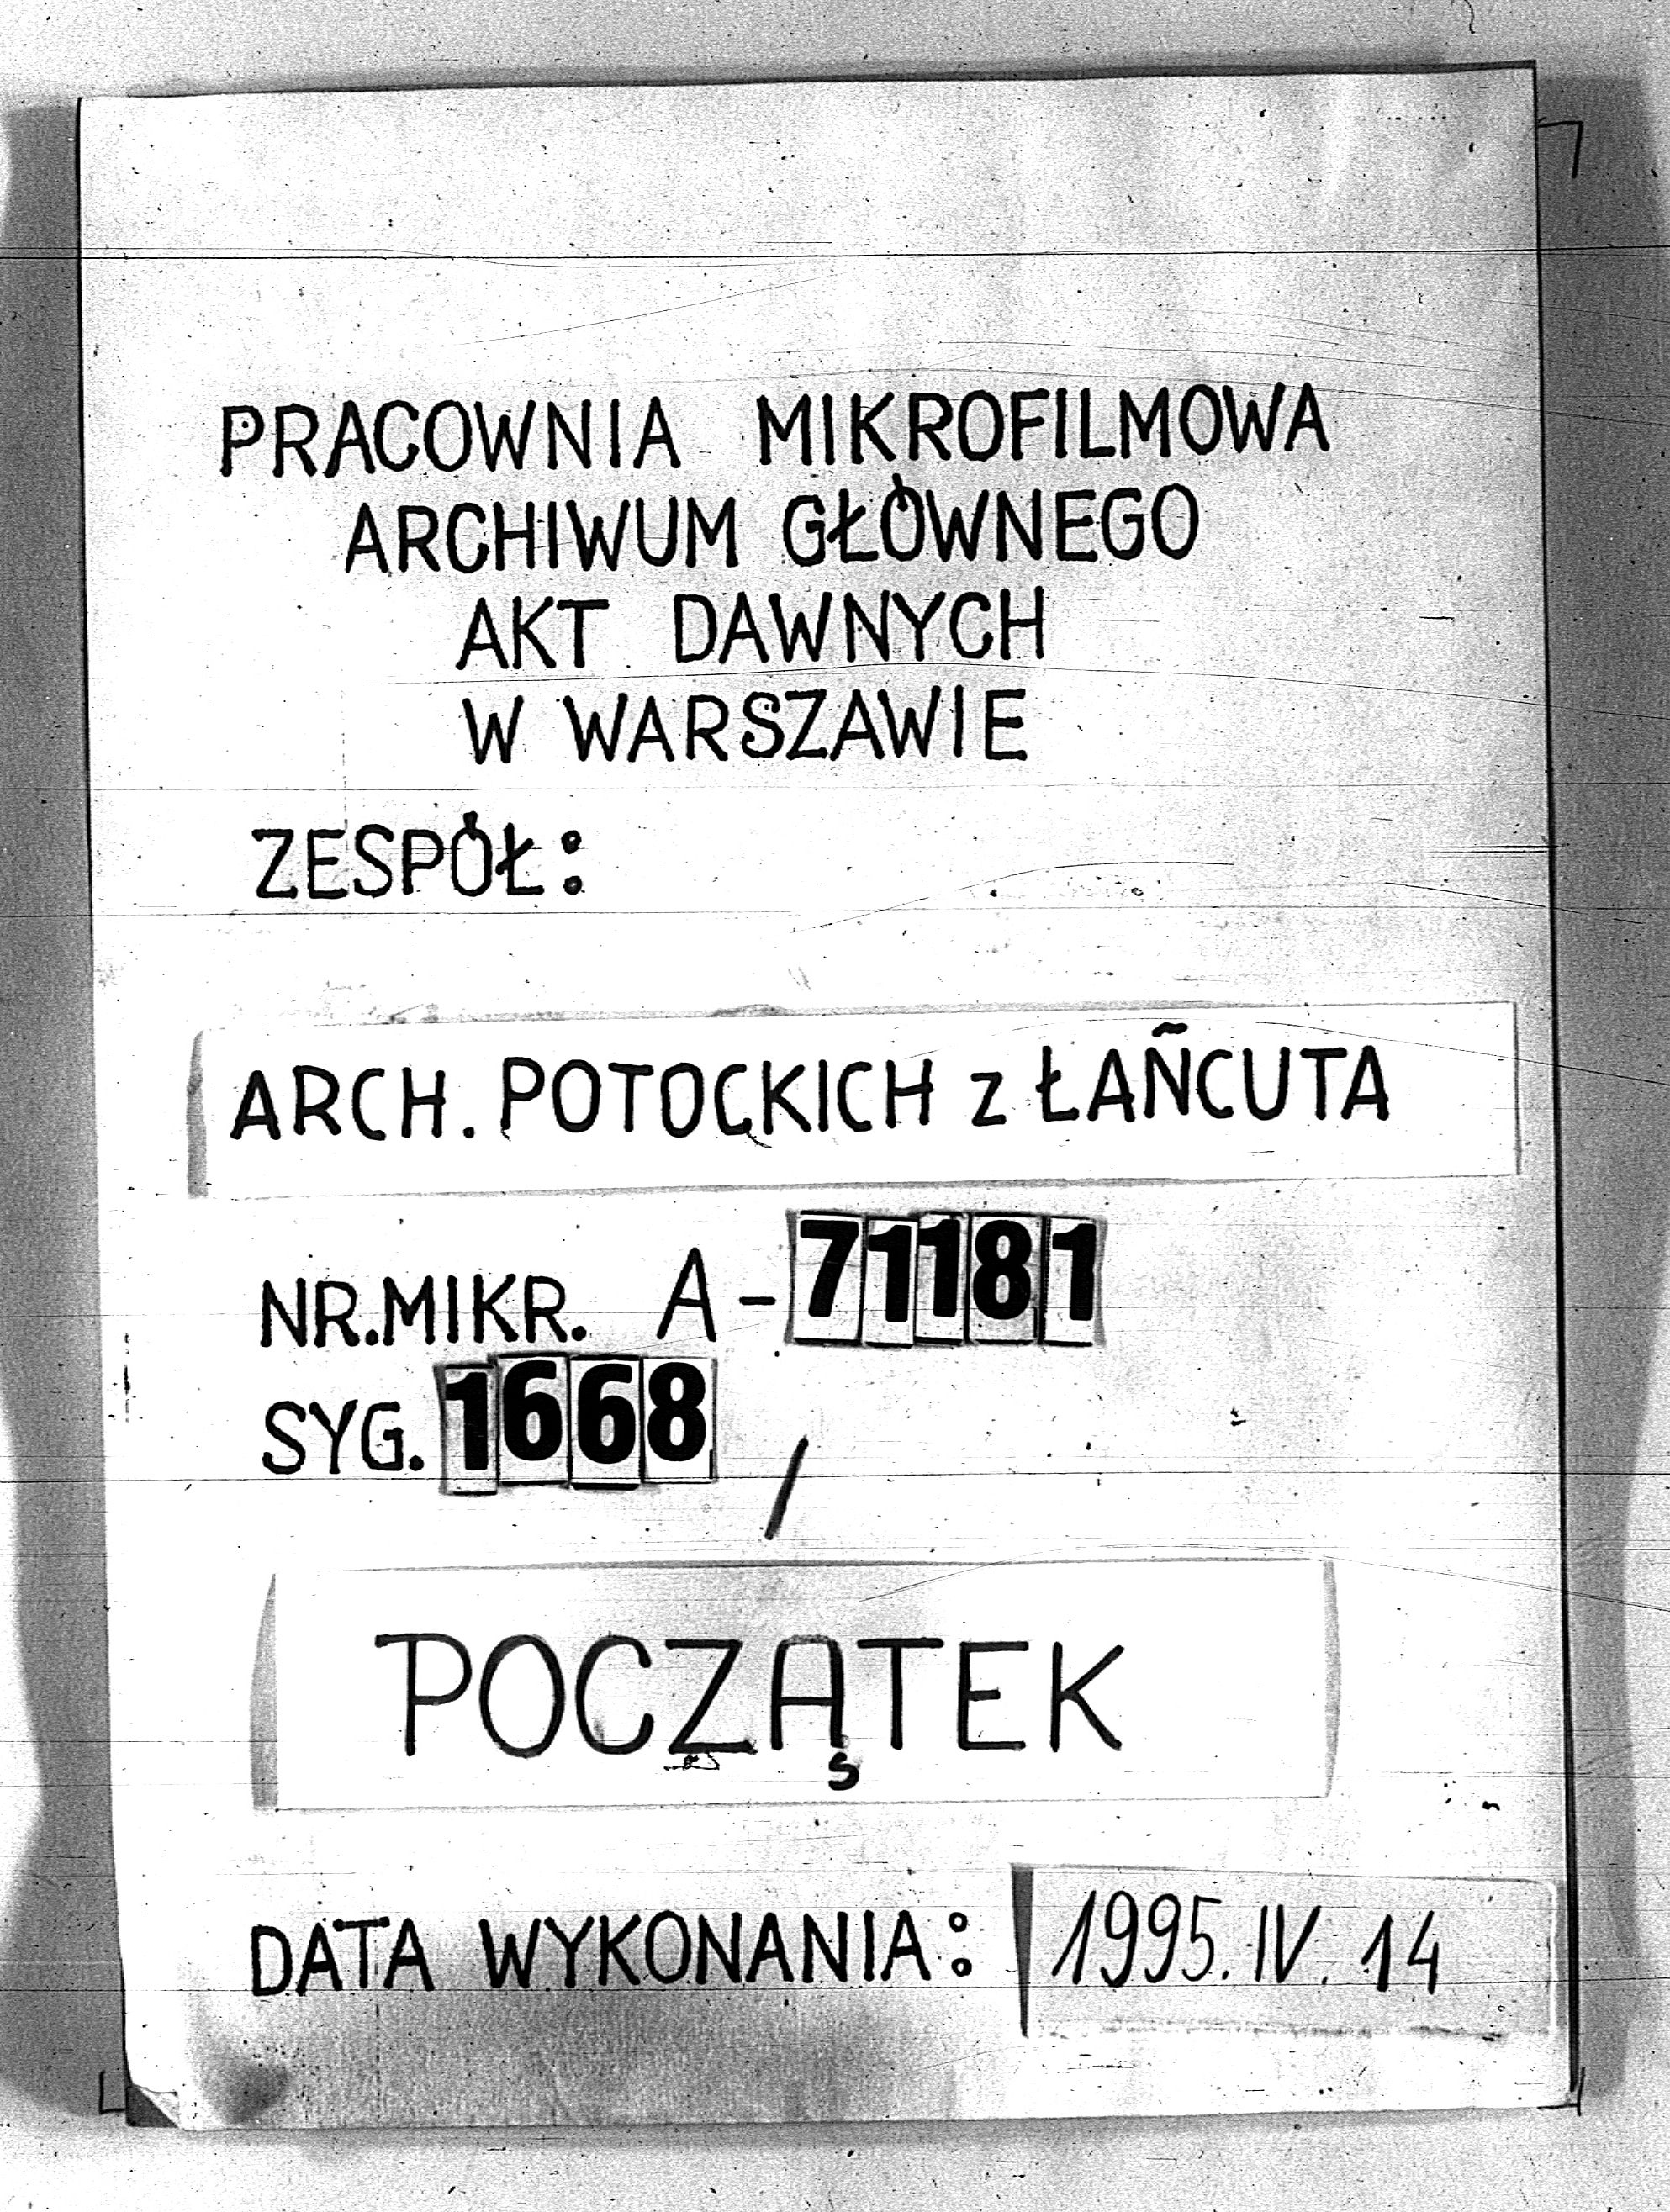 PRACOWNIA MIKROFILMOWA
ARCHIWUM GŁÓWNEGO
AKT DAWNYCH
W WARSZAWIE
ZESPÓŁ:
ARCH. POTOCKICH z ŁAŃCUTA
NR.MIKR. A-71181
SYG. 1668 /
POCZĄTEK
DATA WYKONANIA: 1995.IV.14